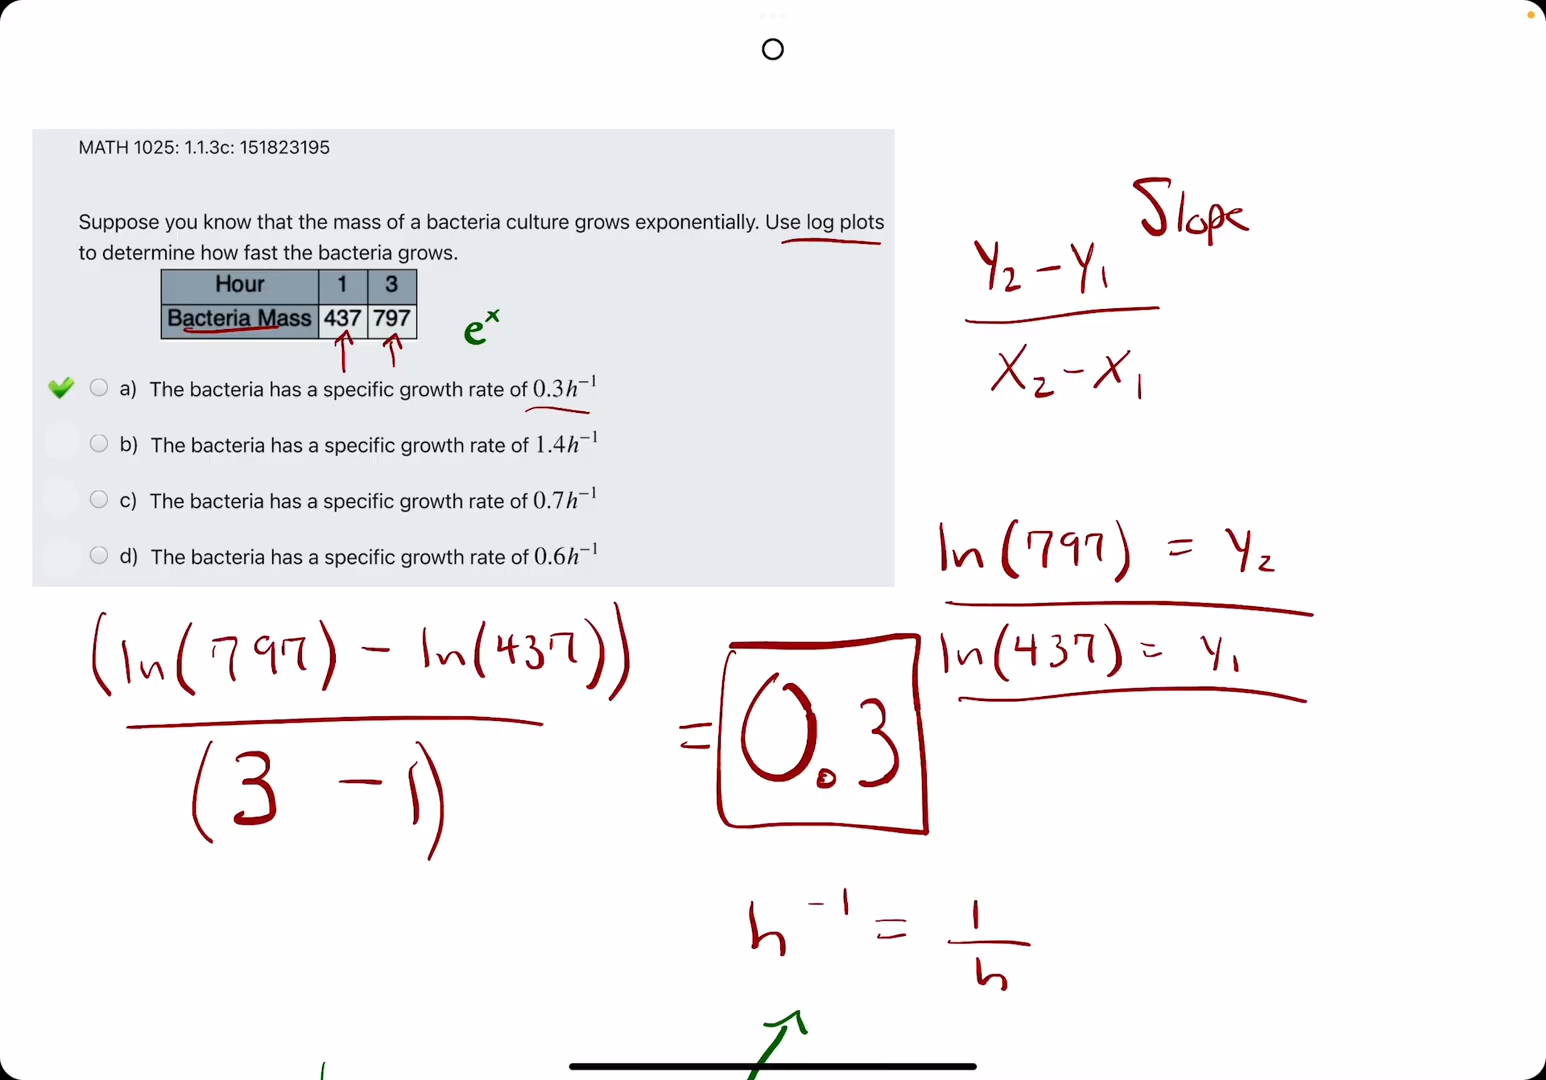 MATH 1025: 1.1.3c: 151823195
Suppose you know that the mass of a bacteria culture grows exponentially. Use log plots
to determine how fast the bacteria grows.
Hour 1 3
Bacteria Mass 437 797
e^x
a) The bacteria has a specific growth rate of 0.3h⁻¹
b) The bacteria has a specific growth rate of 1.4h⁻¹
c) The bacteria has a specific growth rate of 0.7h⁻¹
d) The bacteria has a specific growth rate of 0.6h⁻¹
Slope
Y₂ - Y₁
X₂ - X₁
ln(797) = Y₂
ln(437) = Y₁
(ln(797) - ln(437))
(3 - 1)
= 0.3
h⁻¹ = 1/h